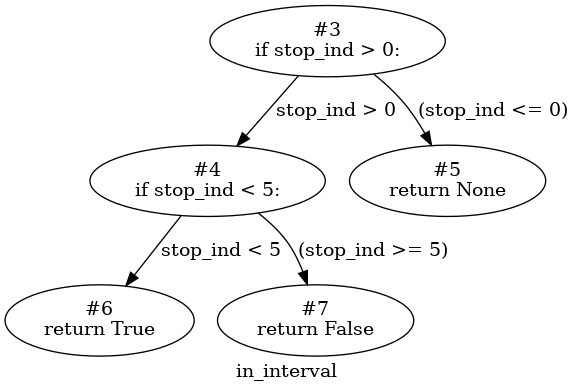 #3
if stop_ind > 0:
stop_ind > 0
(stop_ind <= 0)
#4
if stop_ind < 5:
#5
return None
stop_ind < 5
(stop_ind >= 5)
#6
return True
#7
return False
in_interval